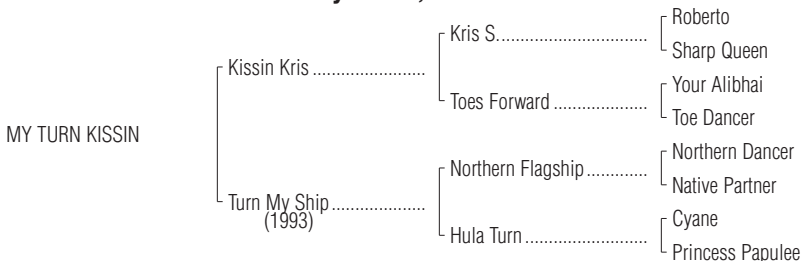 Roberto
Kris S.
Sharp Queen
Kissin Kris
Your Alibhai
Toes Forward
Toe Dancer
MY TURN KISSIN
Northern Dancer
Northern Flagship
Native Partner
Turn My Ship
(1993)
Cyane
Hula Turn
Princess Papulee